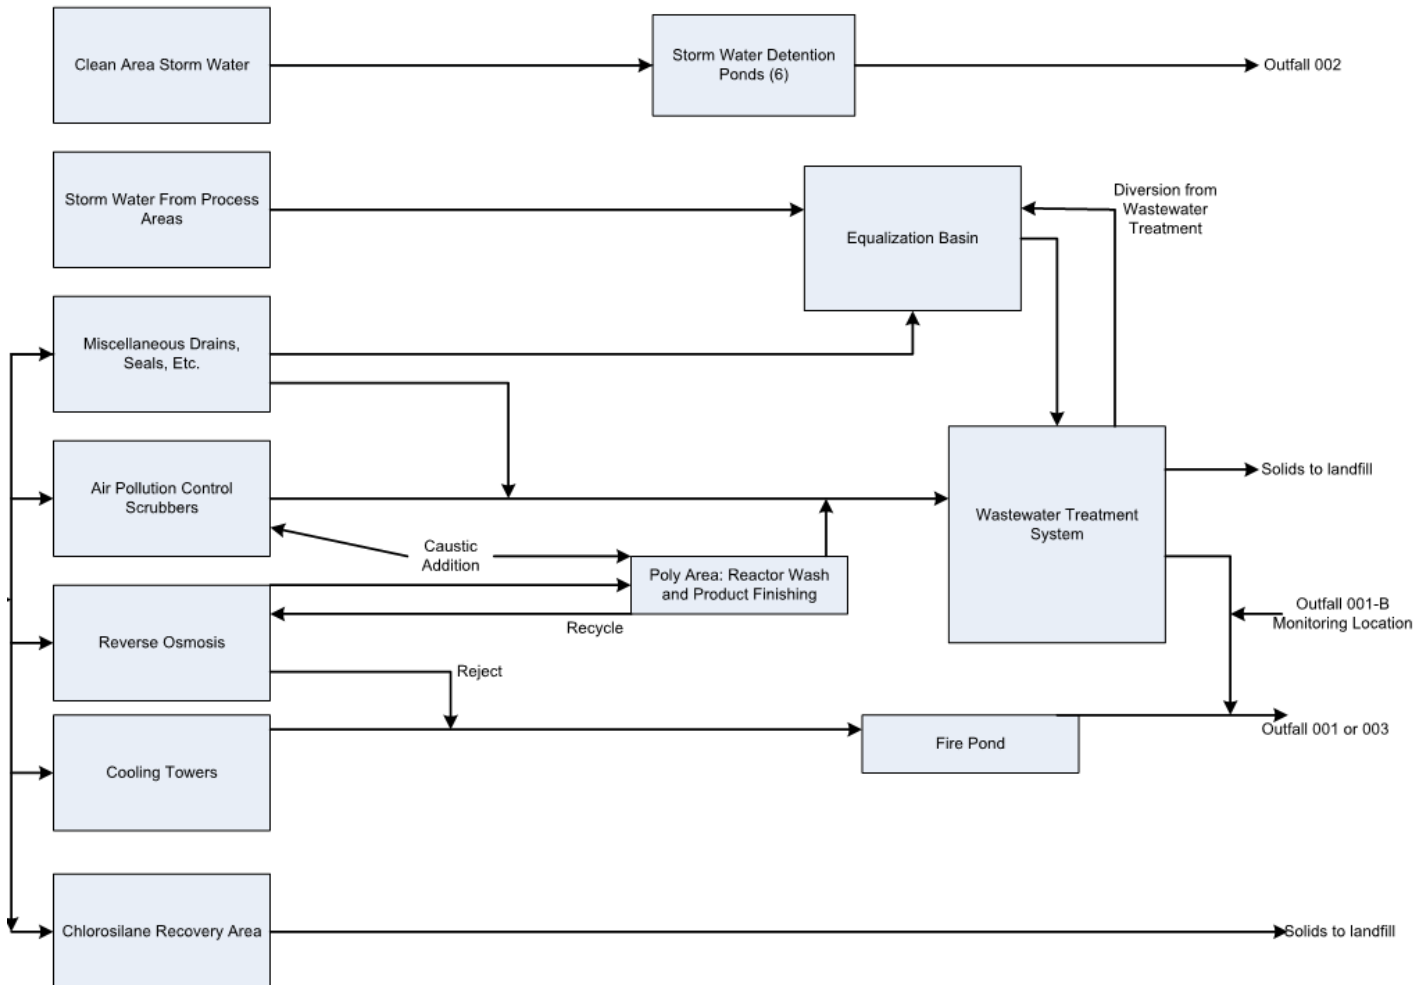 Clean Area Storm Water
Storm Water Detention
Ponds (6)
Outfall 002
Storm Water From Process
Areas
Equalization Basin
Diversion from
Wastewater
Treatment
Miscellaneous Drains,
Seals, Etc.
Air Pollution Control
Scrubbers
Caustic
Addition
Poly Area: Reactor Wash
and Product Finishing
Wastewater Treatment
System
Solids to landfill
Reverse Osmosis
Recycle
Reject
Outfall 001-B
Monitoring Location
Cooling Towers
Fire Pond
Outfall 001 or 003
Chlorosilane Recovery Area
Solids to landfill